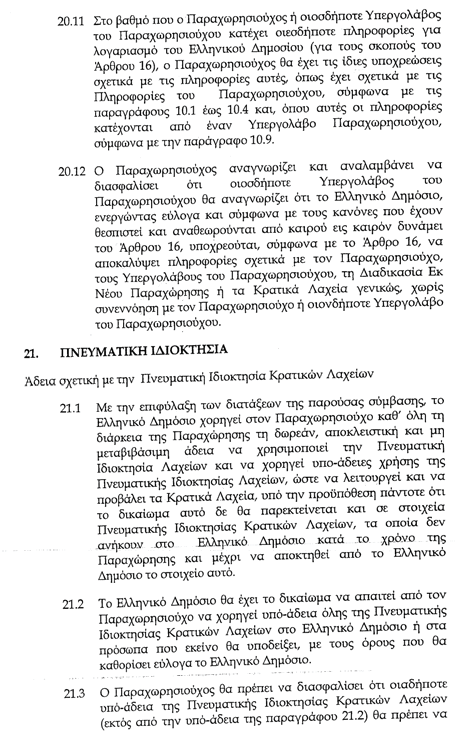 20.11 Στο βαθμό που ο Παραχωρησιούχος ή οιοσδήποτε Υπεργολάβος
του Παραχωρησιούχου κατέχει οιεσδήποτε πληροφορίες για
λογαριασμό του Ελληνικού Δημοσίου (για τους σκοπούς του
Άρθρου 16), ο Παραχωρησιούχος θα έχει τις ίδιες υποχρεώσεις
σχετικά με τις πληροφορίες αυτές, όπως έχει σχετικά με τις
Πληροφορίες του Παραχωρησιούχου, σύμφωνα με τις
παραγράφους 10.1 έως 10.4 και, όπου αυτές οι πληροφορίες
κατέχονται από έναν Υπεργολάβο Παραχωρησιούχου,
σύμφωνα με την παράγραφο 10.9.
20.12 Ο Παραχωρησιούχος αναγνωρίζει και αναλαμβάνει να
διασφαλίσει ότι οιοσδήποτε Υπεργολάβος του
Παραχωρησιούχου θα αναγνωρίζει ότι το Ελληνικό Δημόσιο,
ενεργώντας εύλογα και σύμφωνα με τους κανόνες που έχουν
θεσπιστεί και αναθεωρούνται από καιρού εις καιρόν δυνάμει
του Άρθρου 16, υποχρεούται, σύμφωνα με το Άρθρο 16, να
αποκαλύψει πληροφορίες σχετικά με τον Παραχωρησιούχο,
τους Υπεργολάβους του Παραχωρησιούχου, τη Διαδικασία Εκ
Νέου Παραχώρησης ή τα Κρατικά Λαχεία γενικώς, χωρίς
συνεννόηση με τον Παραχωρησιούχο ή οιονδήποτε Υπεργολάβο
του Παραχωρησιούχου.
21. ΠΝΕΥΜΑΤΙΚΗ ΙΔΙΟΚΤΗΣΙΑ
Άδεια σχετική με την Πνευματική Ιδιοκτησία Κρατικών Λαχείων
21.1 Με την επιφύλαξη των διατάξεων της παρούσας σύμβασης, το
Ελληνικό Δημόσιο χορηγεί στον Παραχωρησιούχο καθ' όλη τη
διάρκεια της Παραχώρησης τη δωρεάν, αποκλειστική και μη
μεταβιβάσιμη άδεια να χρησιμοποιεί την Πνευματική
Ιδιοκτησία Λαχείων και να χορηγεί υπο-άδειες χρήσης της
Πνευματικής Ιδιοκτησίας Λαχείων, ώστε να λειτουργεί και να
προβάλει τα Κρατικά Λαχεία, υπό την προϋπόθεση πάντοτε ότι
το δικαίωμα αυτό δε θα παρεκτείνεται και σε στοιχεία
Πνευματικής Ιδιοκτησίας Κρατικών Λαχείων, τα οποία δεν
ανήκουν στο Ελληνικό Δημόσιο κατά το χρόνο της
Παραχώρησης και μέχρι να αποκτηθεί από το Ελληνικό
Δημόσιο το στοιχείο αυτό.
21.2 Το Ελληνικό Δημόσιο θα έχει το δικαίωμα να απαιτεί από τον
Παραχωρησιούχο να χορηγεί υπό-άδεια όλης της Πνευματικής
Ιδιοκτησίας Κρατικών Λαχείων στο Ελληνικό Δημόσιο ή στα
πρόσωπα που εκείνο θα υποδείξει, με τους όρους που θα
καθορίσει εύλογα το Ελληνικό Δημόσιο.
21.3 Ο Παραχωρησιούχος θα πρέπει να διασφαλίσει ότι οιαδήποτε
υπο-άδεια της Πνευματικής Ιδιοκτησίας Κρατικών Λαχείων
(εκτός από την υπό-άδεια της παραγράφου 21.2) θα πρέπει να